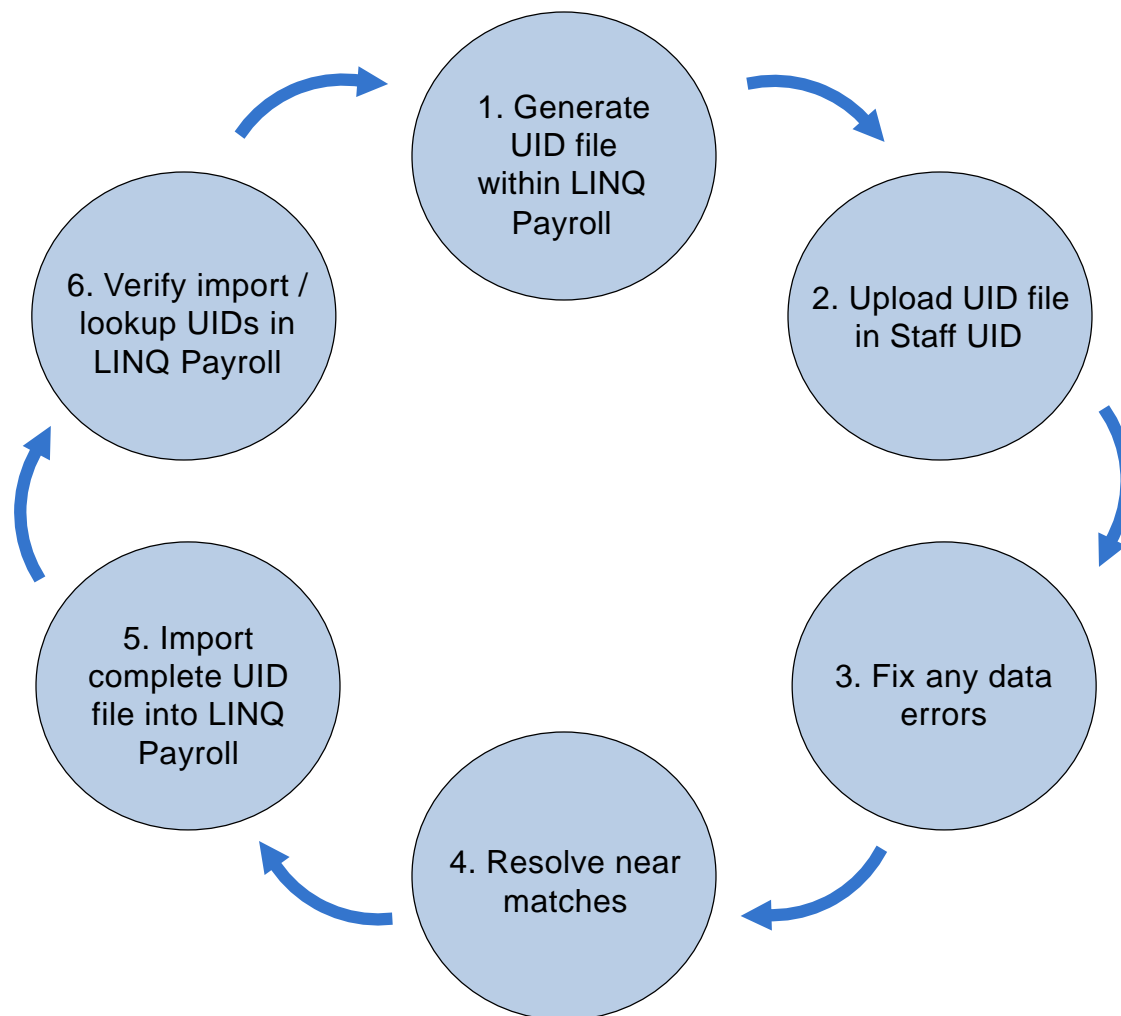 1. Generate
UID file
within LINQ
Payroll
2. Upload UID file
in Staff UID
3. Fix any data
errors
4. Resolve near
matches
5. Import
complete UID
file into LINQ
Payroll
6. Verify import /
lookup UIDs in
LINQ Payroll